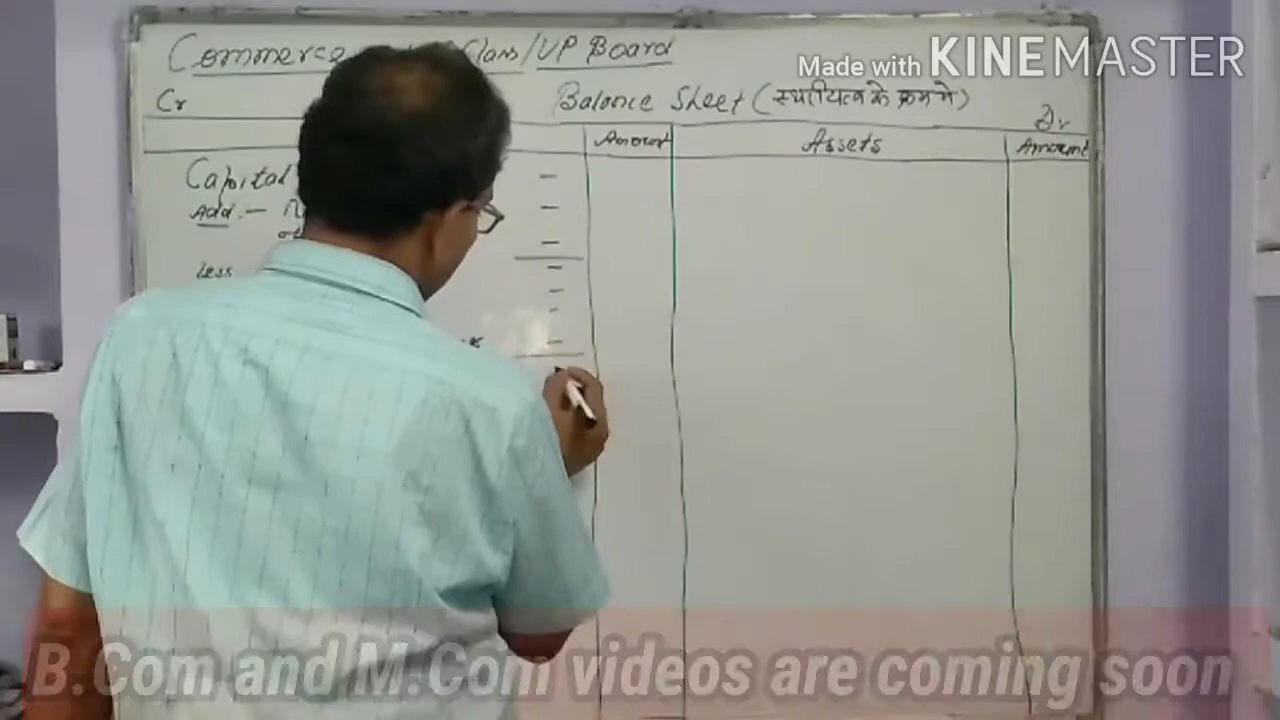 Commerce Class/UP Board
Made with KINEMASTER
Cr
Balance Sheet (स्थायित्व के क्रम में)
Dr
Amount
Assets
Amount
Capital
Add. —
Less
B.Com and M.Com videos are coming soon